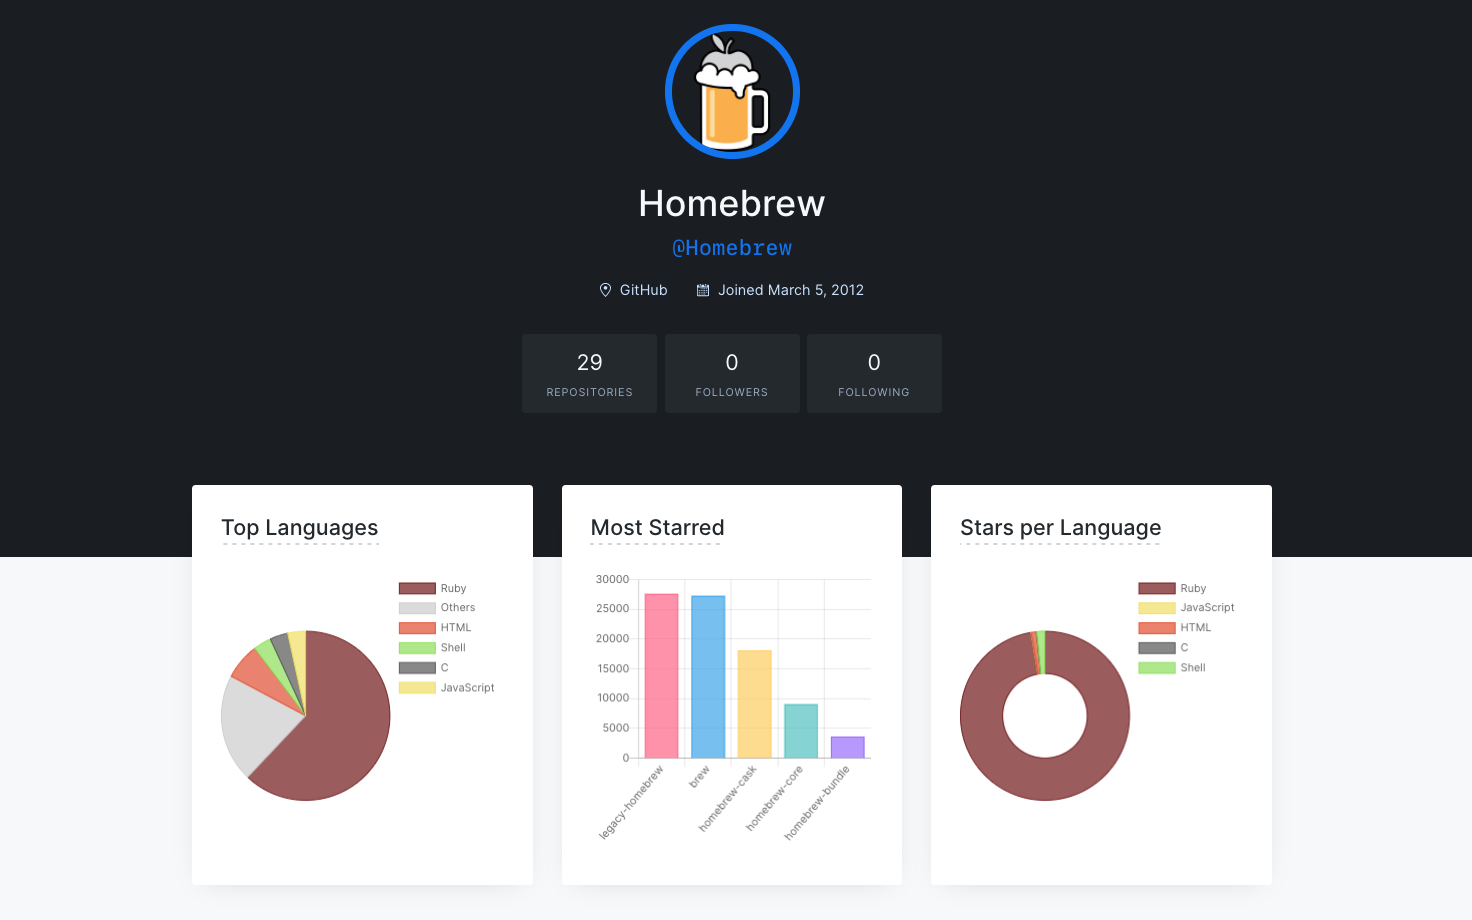 Homebrew
@Homebrew
GitHub
Joined March 5, 2012
29
REPOSITORIES
0
FOLLOWERS
0
FOLLOWING
Top Languages
Ruby
Others
HTML
Shell
C
JavaScript
Most Starred
30000
25000
20000
15000
10000
5000
0
legacy-homebrew
brew
homebrew-cask
homebrew-core
homebrew-bundle
Stars per Language
Ruby
JavaScript
HTML
C
Shell